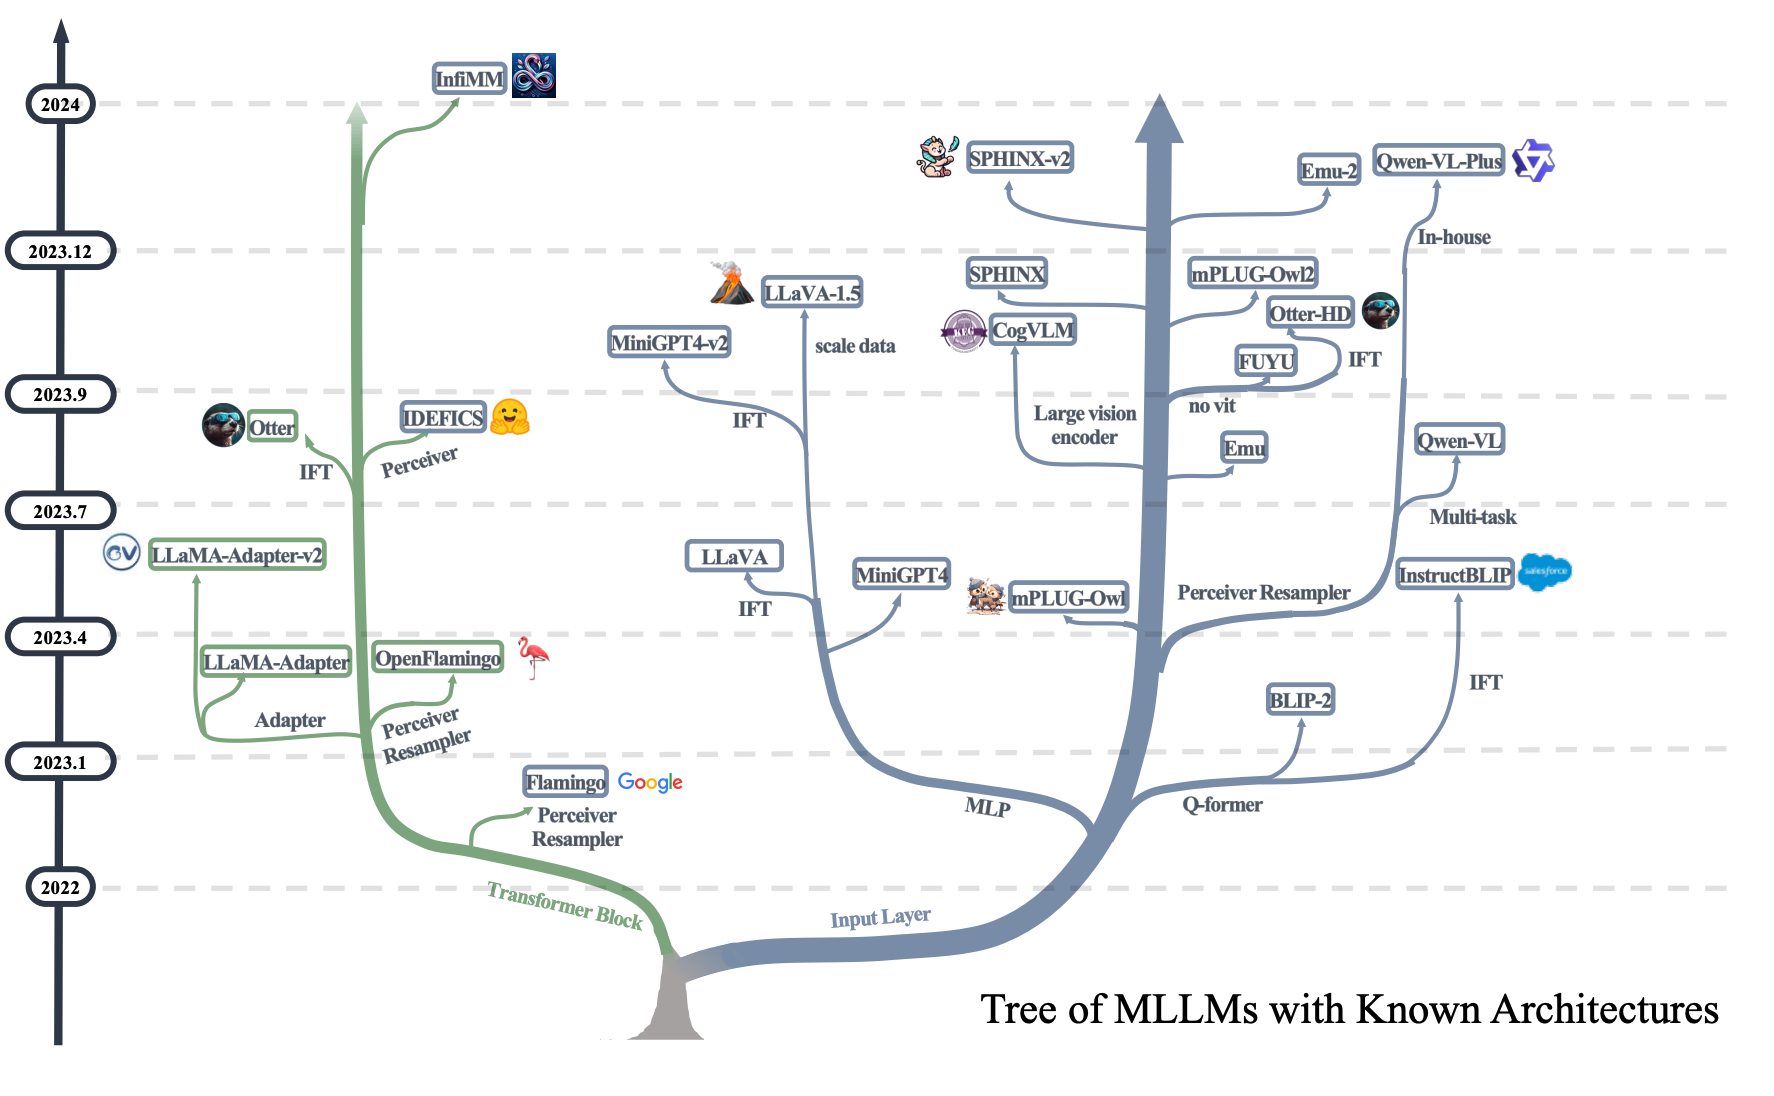 InfiMM
2024
SPHINX-v2
Emu-2
Qwen-VL-Plus
In-house
2023.12
SPHINX
mPLUG-Owl2
LLaVA-1.5
Otter-HD
MiniGPT4-v2
CogVLM
scale data
FUYU
IFT
2023.9
no vit
Otter
IDEFICS
IFT
Large vision
encoder
Emu
Qwen-VL
IFT
Perceiver
2023.7
Multi-task
GV
LLaMA-Adapter-v2
LLaVA
MiniGPT4
InstructBLIP
salesforce
IFT
mPLUG-Owl
Perceiver Resampler
2023.4
LLaMA-Adapter
OpenFlamingo
IFT
BLIP-2
Adapter
Perceiver
Resampler
2023.1
Flamingo
Google
MLP
Q-former
Perceiver
Resampler
2022
Transformer Block
Input Layer
Tree of MLLMs with Known Architectures